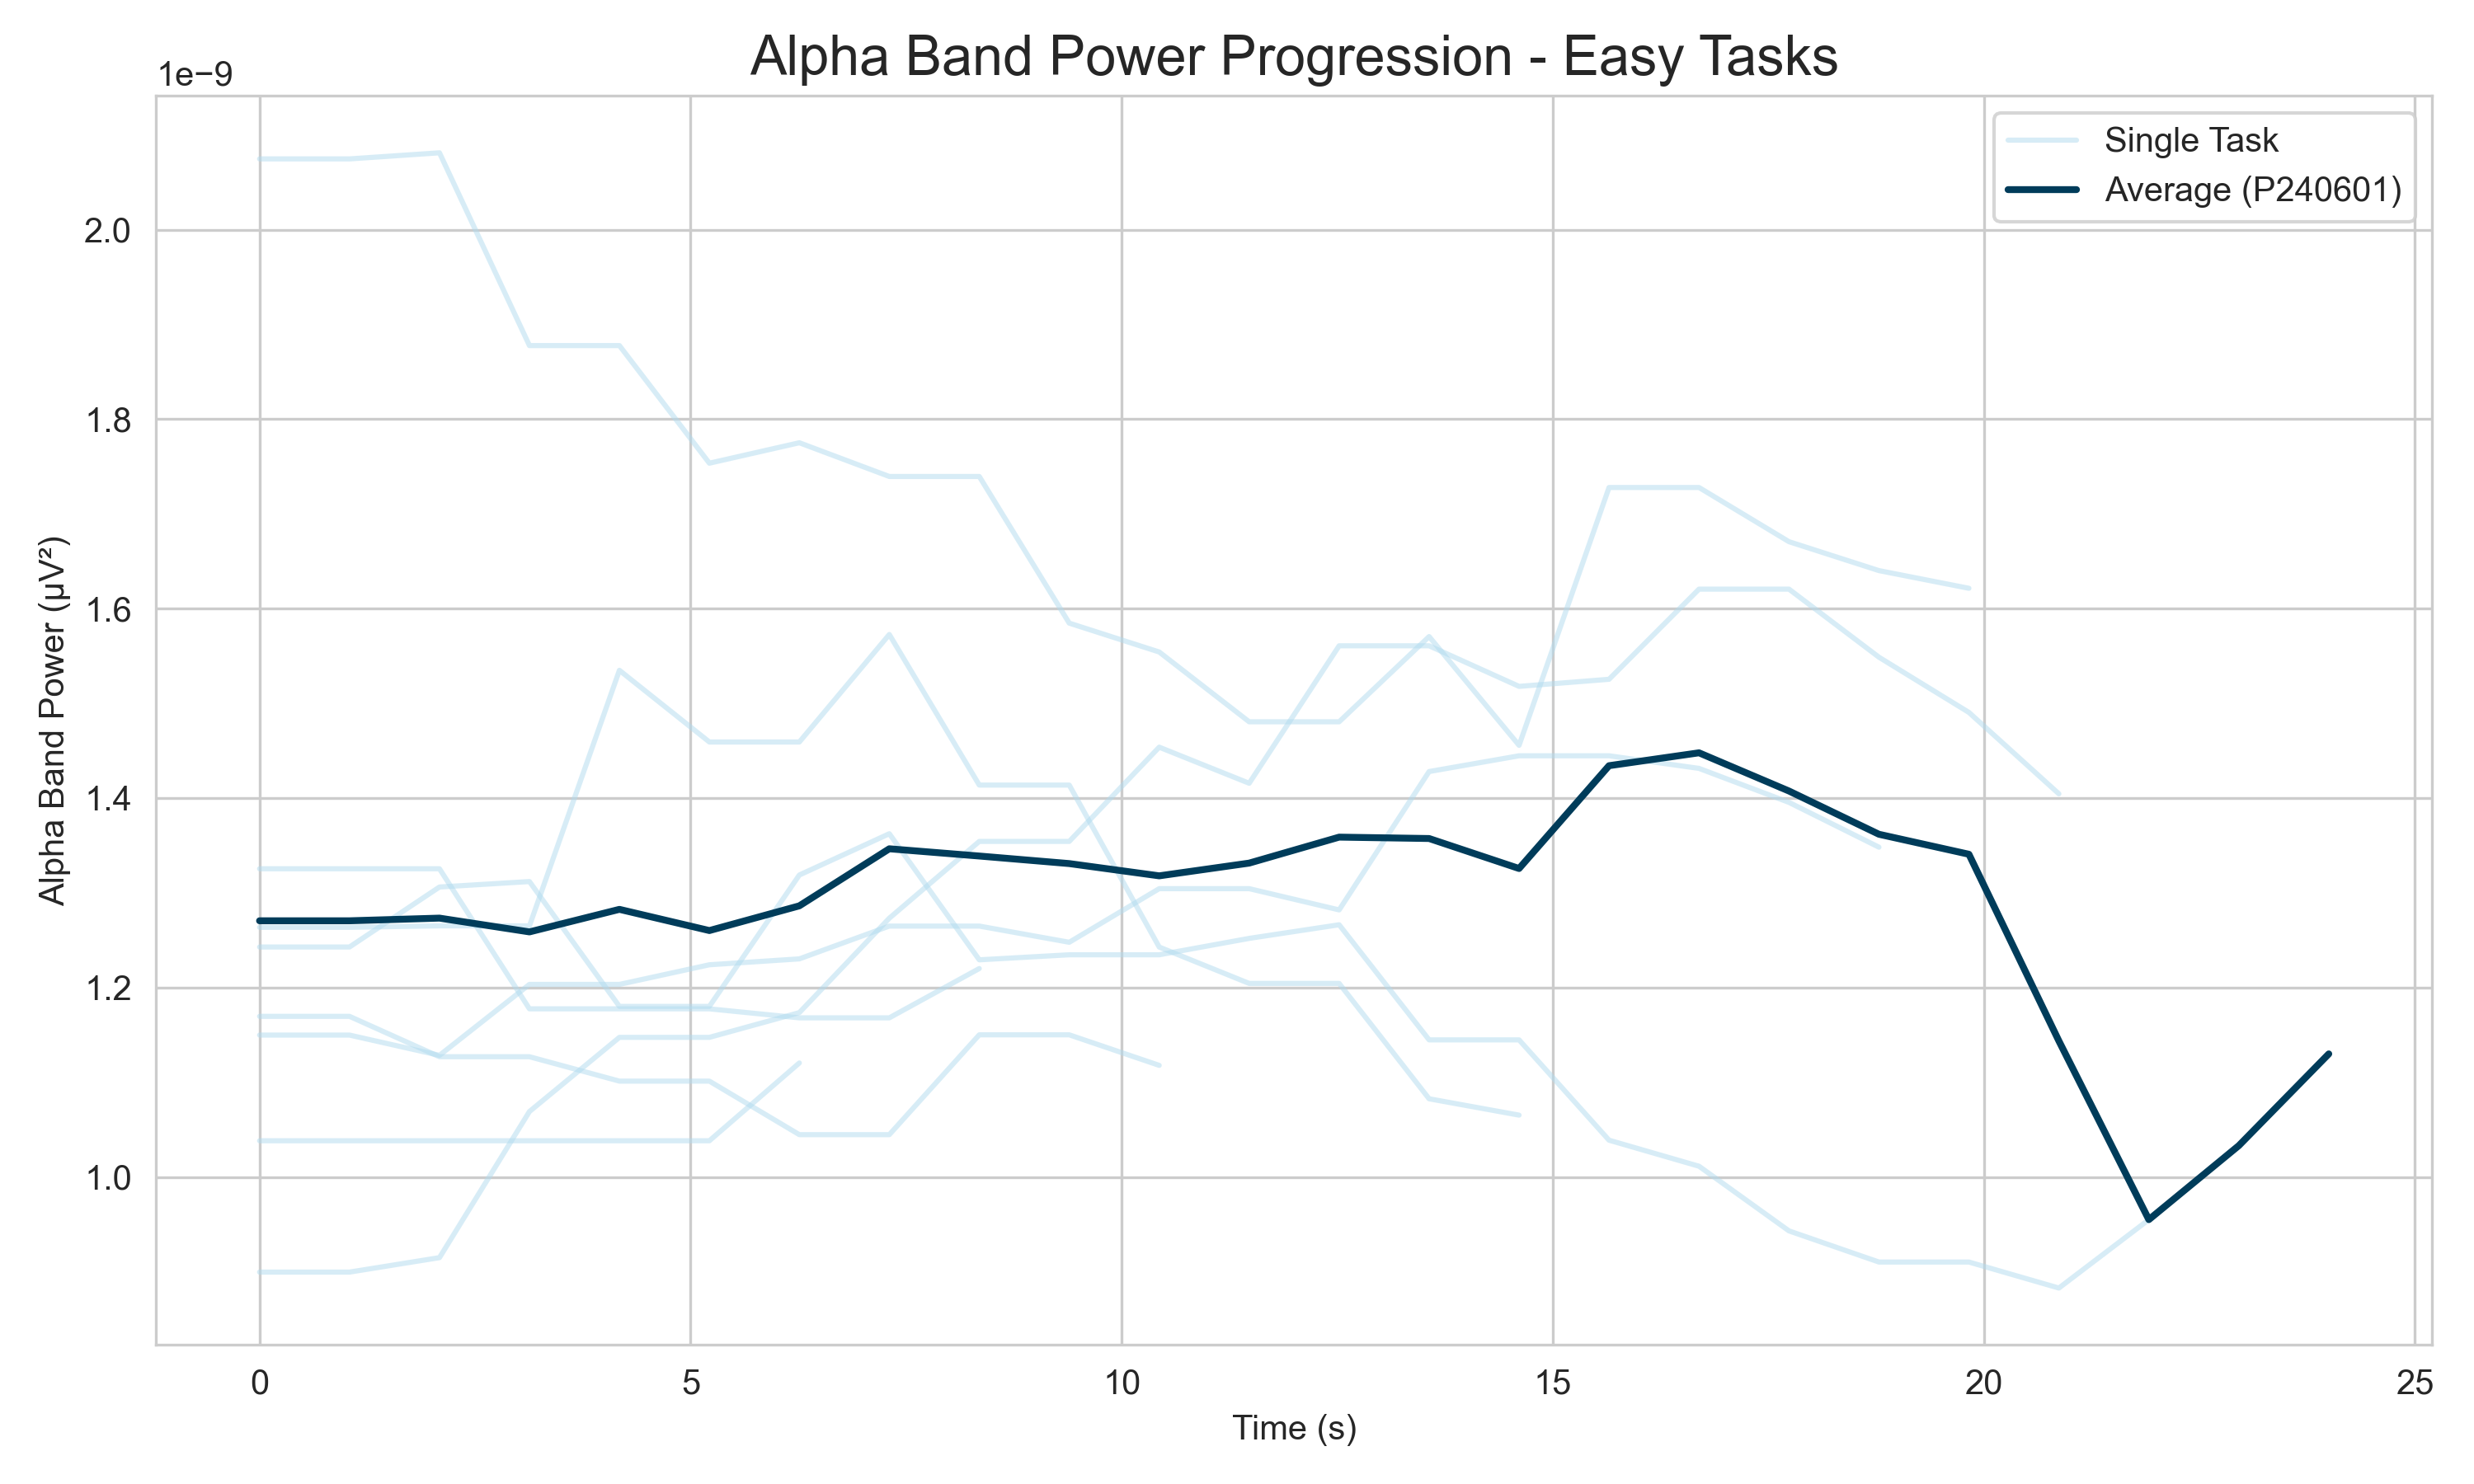 Alpha Band Power Progression - Easy Tasks
1e−9
Single Task
Average (P240601)
2.0
1.8
1.6
1.4
1.2
1.0
Alpha Band Power (µV²)
0 5 10 15 20 25
Time (s)